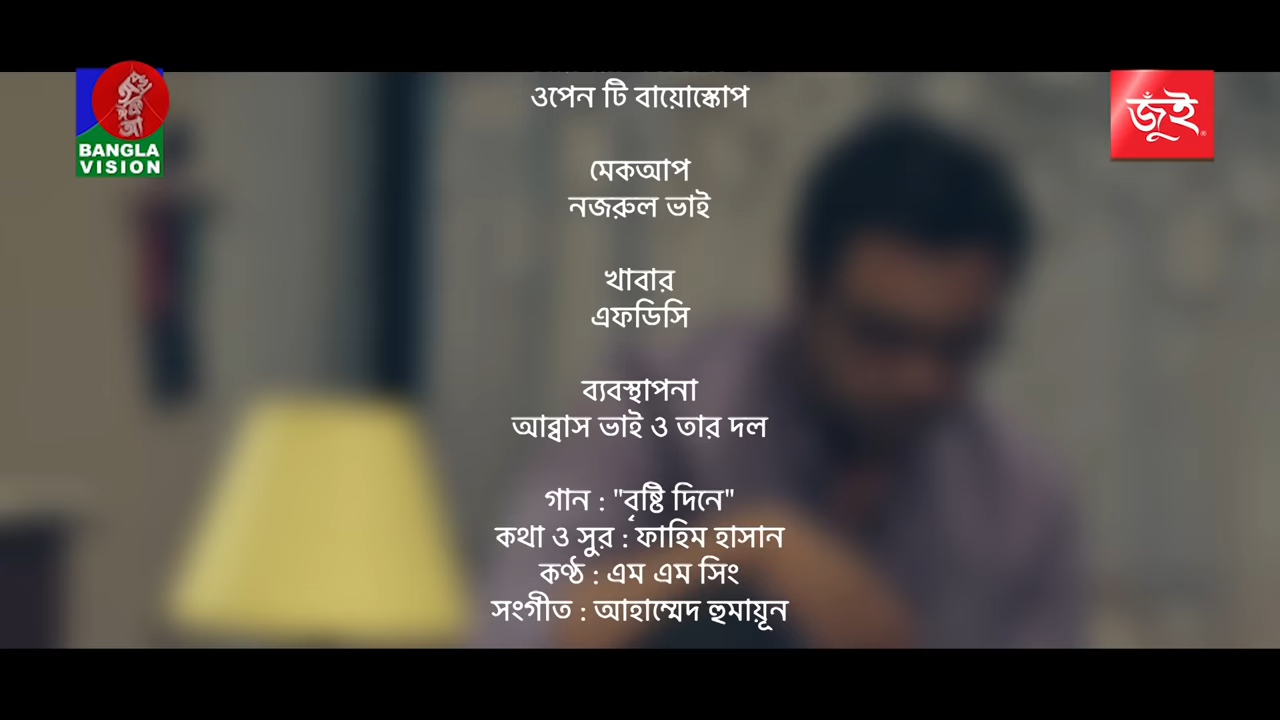 BANGLA
VISION
জুঁই
ওপেন টি বায়োস্কোপ
মেকআপ
নজরুল ভাই
খাবার
এফডিসি
ব্যবস্থাপনা
আব্বাস ভাই ও তার দল
গান : "বৃষ্টি দিনে"
কথা ও সুর : ফাহিম হাসান
কণ্ঠ : এম এম সিং
সংগীত : আহাম্মেদ হুমায়ূন